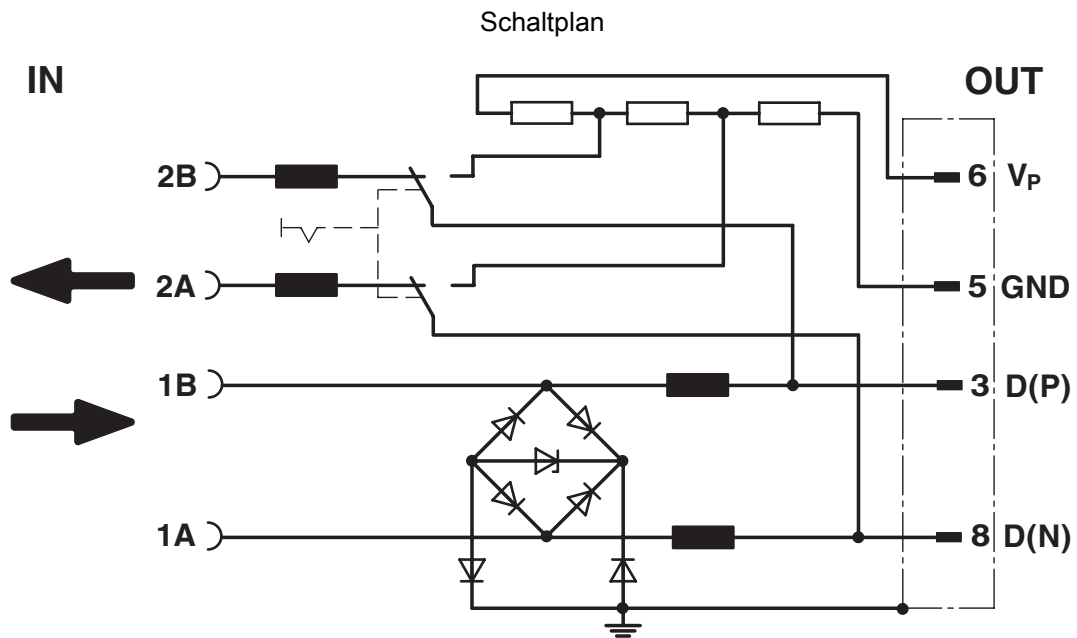 Schaltplan
IN
OUT
2B
6 VP
2A
5 GND
1B
3 D(P)
1A
8 D(N)